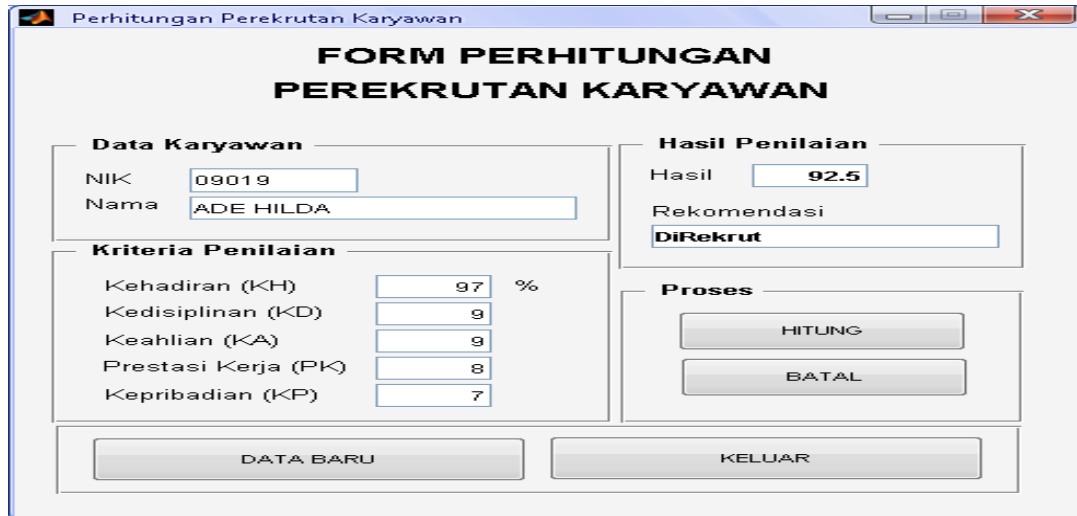 Perhitungan Perekrutan Karyawan
FORM PERHITUNGAN
PEREKRUTAN KARYAWAN
Data Karyawan
NIK 09019
Nama ADE HILDA
Hasil Penilaian
Hasil 92.5
Rekomendasi
DiRekrut
Kriteria Penilaian
Kehadiran (KH) 97 %
Kedisiplinan (KD) 9
Keahlian (KA) 9
Prestasi Kerja (PK) 8
Kepribadian (KP) 7
Proses
HITUNG
BATAL
DATA BARU KELUAR